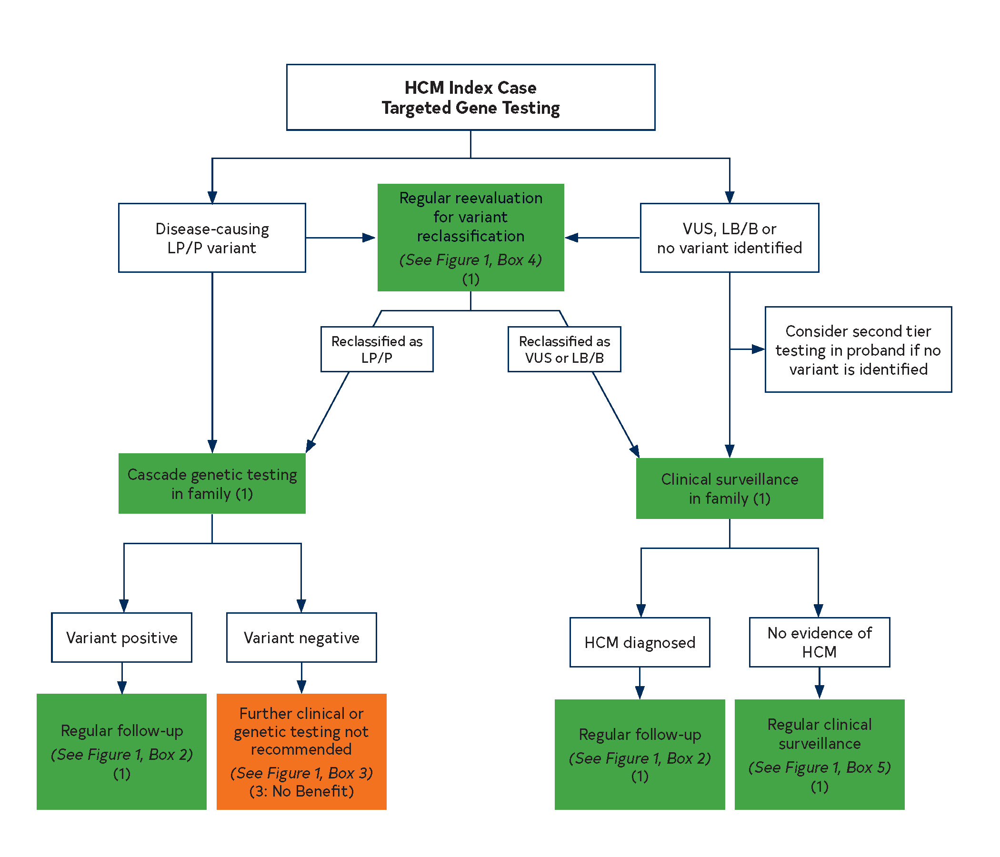 HCM Index Case
Targeted Gene Testing
Disease-causing
LP/P variant
Regular reevaluation
for variant
reclassification
(See Figure 1, Box 4)
(1)
VUS, LB/B or
no variant identified
Reclassified as
LP/P
Reclassified as
VUS or LB/B
Consider second tier
testing in proband if no
variant is identified
Cascade genetic testing
in family (1)
Clinical surveillance
in family (1)
Variant positive
Variant negative
HCM diagnosed
No evidence of
HCM
Regular follow-up
(See Figure 1, Box 2)
(1)
Further clinical or
genetic testing not
recommended
(See Figure 1, Box 3)
(3: No Benefit)
Regular follow-up
(See Figure 1, Box 2)
(1)
Regular clinical
surveillance
(See Figure 1, Box 5)
(1)